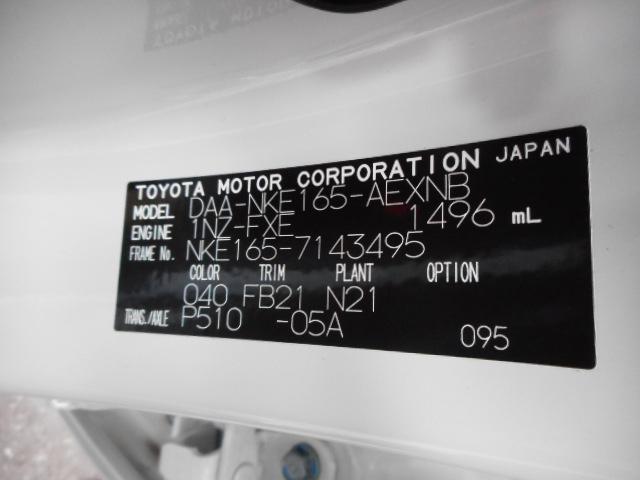 TOYOTA MOTOR CORPORATION JAPAN
MODEL DAA-NKE165-AEXNB
ENGINE 1NZ-FXE 1496 mL
FRAME No. NKE165-7143495
COLOR TRIM PLANT OPTION
040 FB21 N21
TRANS./AXLE P510 -05A
095